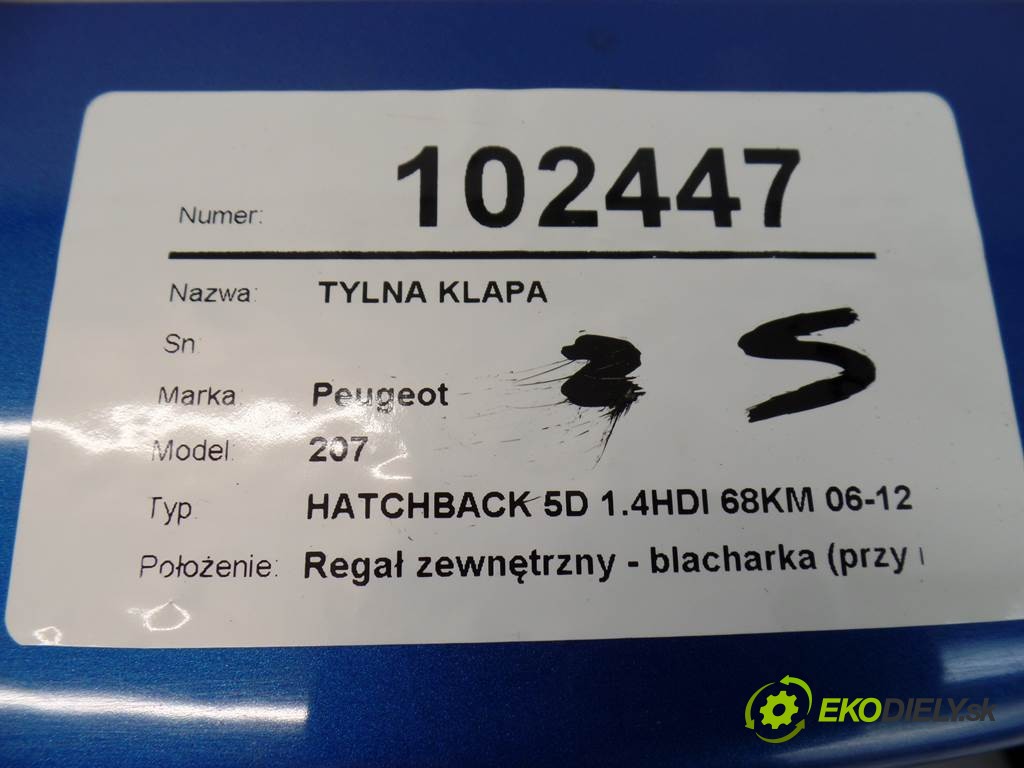 Numer: 102447
Nazwa: TYLNA KLAPA
Sn:
Marka: Peugeot
Model: 207
Typ: HATCHBACK 5D 1.4HDI 68KM 06-12
Położenie: Regał zewnętrzny - blacharka (przy
S
EKODIELY.sk